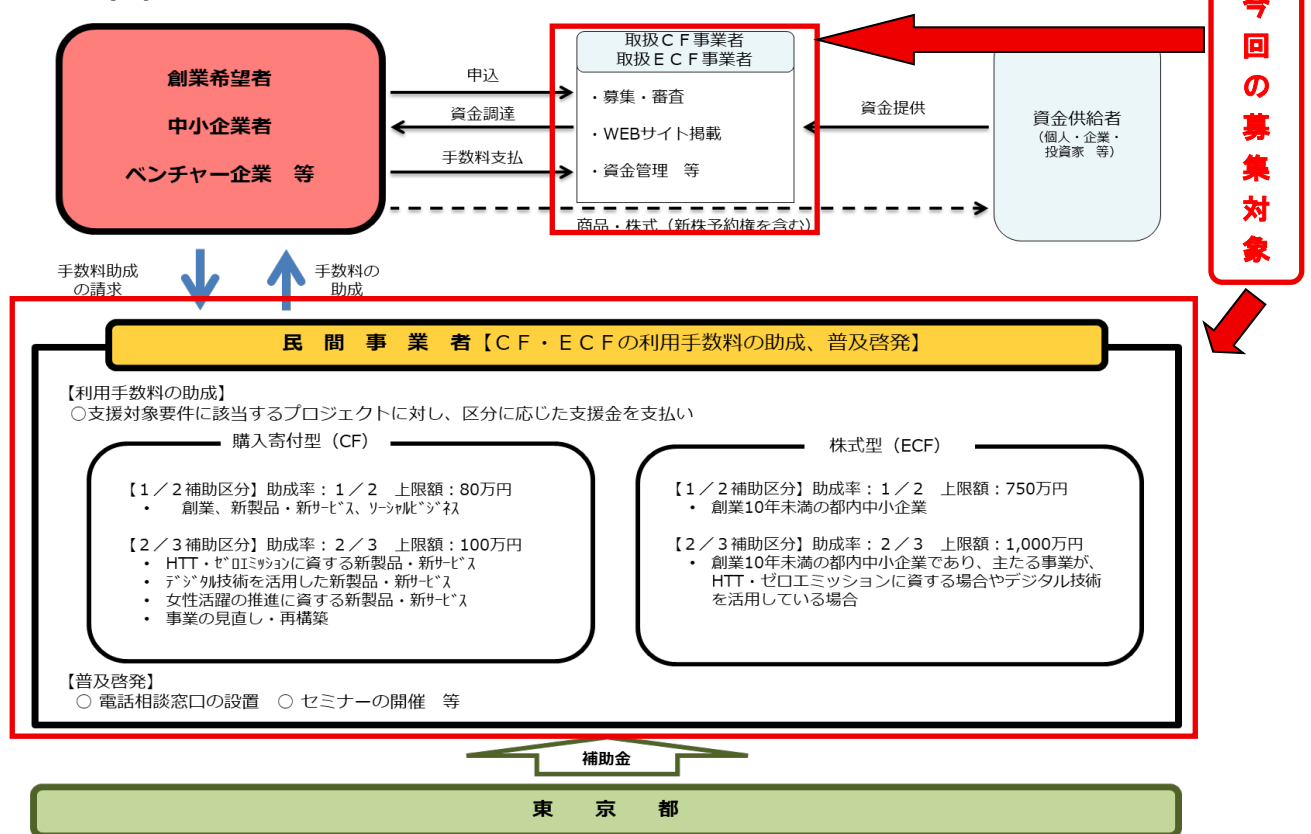 今回の募集対象
取扱ＣＦ事業者
取扱ＥＣＦ事業者
・募集・審査
・WEBサイト掲載
・資金管理　等
創業希望者
中小企業者
ベンチャー企業　等
申込
資金調達
手数料支払
資金提供
資金供給者
（個人・企業・
投資家　等）
商品・株式（新株予約権を含む）
手数料助成
の請求
手数料の
助成
民　間　事　業　者【ＣＦ・ＥＣＦの利用手数料の助成、普及啓発】
【利用手数料の助成】
○支援対象要件に該当するプロジェクトに対し、区分に応じた支援金を支払い
購入寄付型（CF）
【１／２補助区分】助成率：１／２　上限額：80万円
•　創業、新製品・新ｻｰﾋﾞｽ、ｿｰｼｬﾙﾋﾞｼﾞﾈｽ
【２／３補助区分】助成率：２／３　上限額：100万円
•　HTT・ｾﾞﾛｴﾐｯｼｮﾝに資する新製品・新ｻｰﾋﾞｽ
•　ﾃﾞｼﾞﾀﾙ技術を活用した新製品・新ｻｰﾋﾞｽ
•　女性活躍の推進に資する新製品・新ｻｰﾋﾞｽ
•　事業の見直し・再構築
株式型（ECF）
【１／２補助区分】助成率：１／２　上限額：750万円
•　創業10年未満の都内中小企業
【２／３補助区分】助成率：２／３　上限額：1,000万円
•　創業10年未満の都内中小企業であり、主たる事業が、
HTT・ゼロエミッションに資する場合やデジタル技術
を活用している場合
【普及啓発】
○ 電話相談窓口の設置　○ セミナーの開催　等
補助金
東　京　都